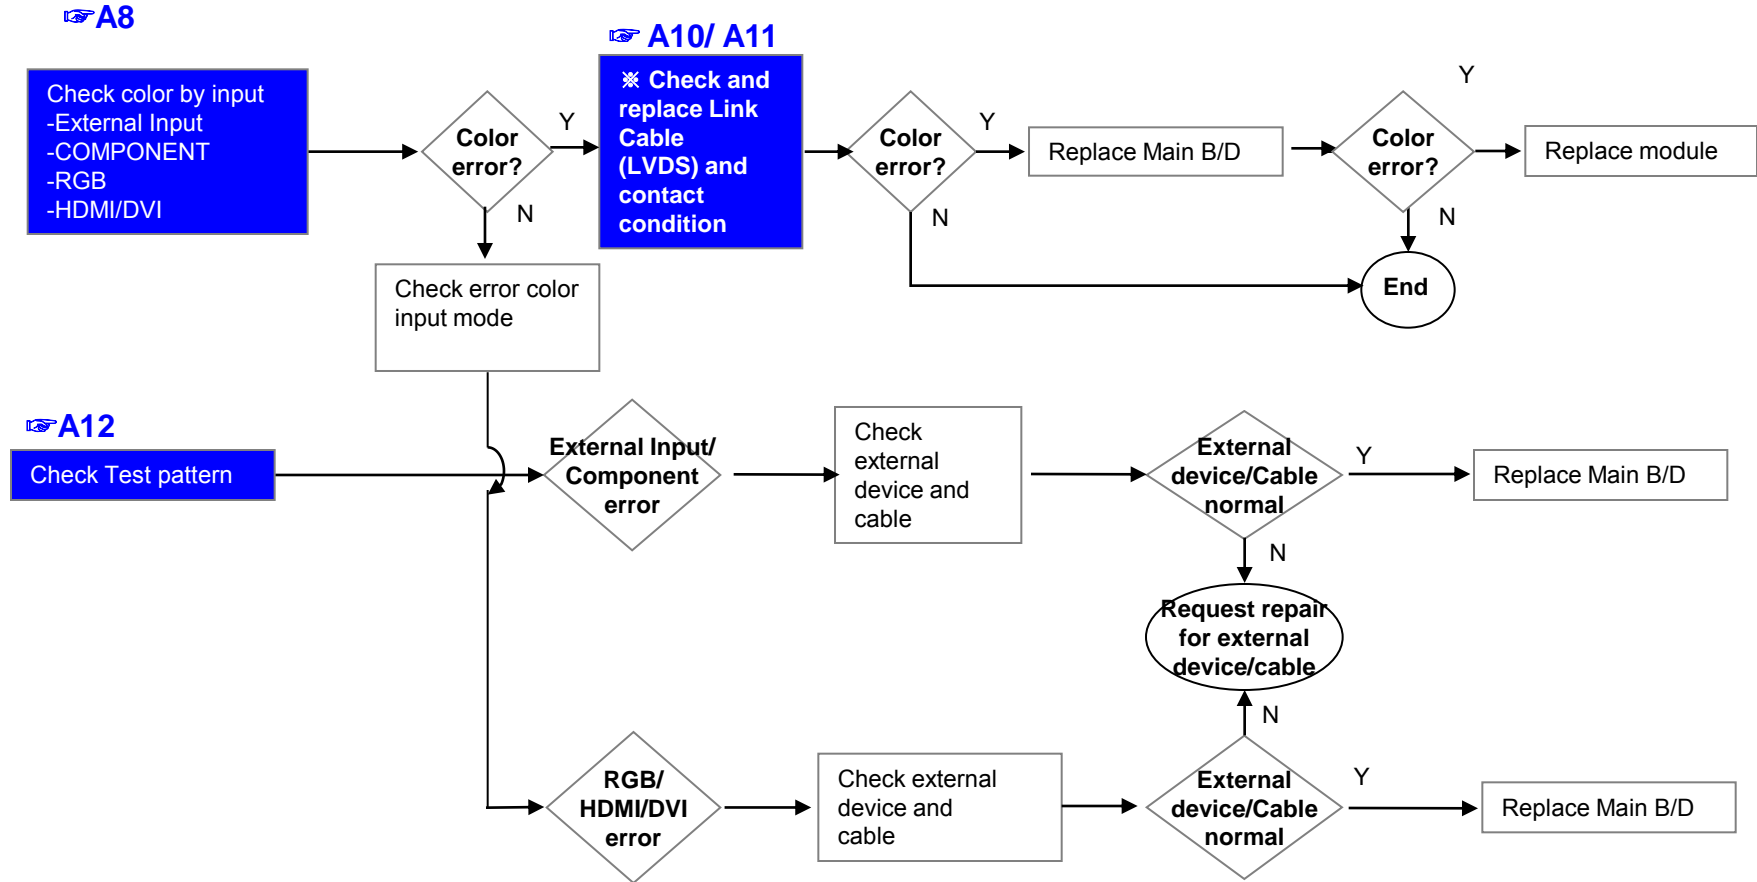 ☞A8
☞ A10/ A11
Check color by input
-External Input
-COMPONENT
-RGB
-HDMI/DVI
Color
error?
Y
N
※ Check and
replace Link
Cable
(LVDS) and
contact
condition
Color
error?
Y
N
Replace Main B/D
Y
Color
error?
N
Replace module
End
Check error color
input mode
☞A12
Check Test pattern
External Input/
Component
error
Check
external
device and
cable
External
device/Cable
normal
Y
N
Replace Main B/D
Request repair
for external
device/cable
N
RGB/
HDMI/DVI
error
Check external
device and
cable
External
device/Cable
normal
Y
Replace Main B/D